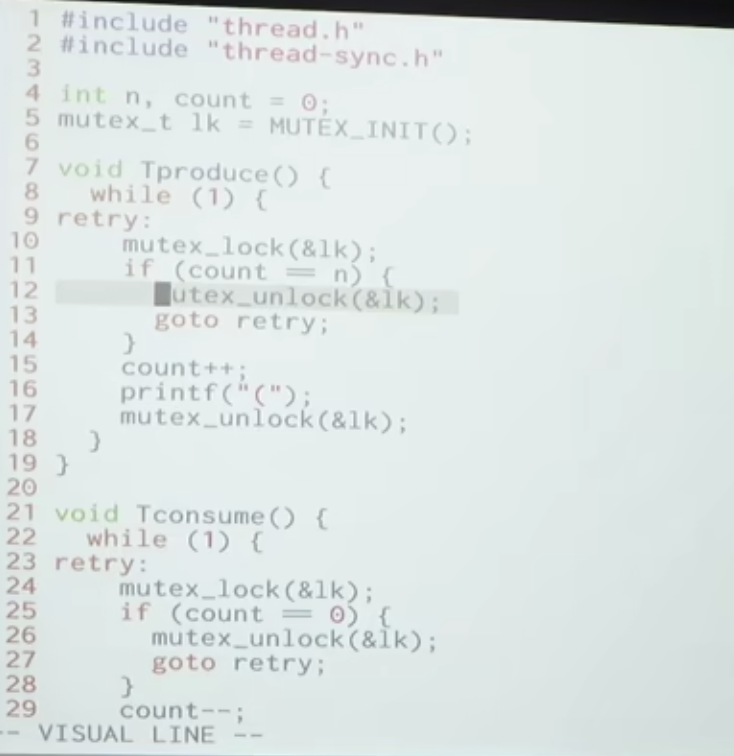 1 #include "thread.h"
2 #include "thread-sync.h"
3
4 int n, count = 0;
5 mutex_t lk = MUTEX_INIT();
6
7 void Tproduce() {
8   while (1) {
9 retry:
10     mutex_lock(&lk);
11     if (count == n) {
12       utex_unlock(&lk);
13       goto retry;
14     }
15     count++;
16     printf("(");
17     mutex_unlock(&lk);
18   }
19 }
20
21 void Tconsume() {
22   while (1) {
23 retry:
24     mutex_lock(&lk);
25     if (count == 0) {
26       mutex_unlock(&lk);
27       goto retry;
28     }
29     count--;
-- VISUAL LINE --